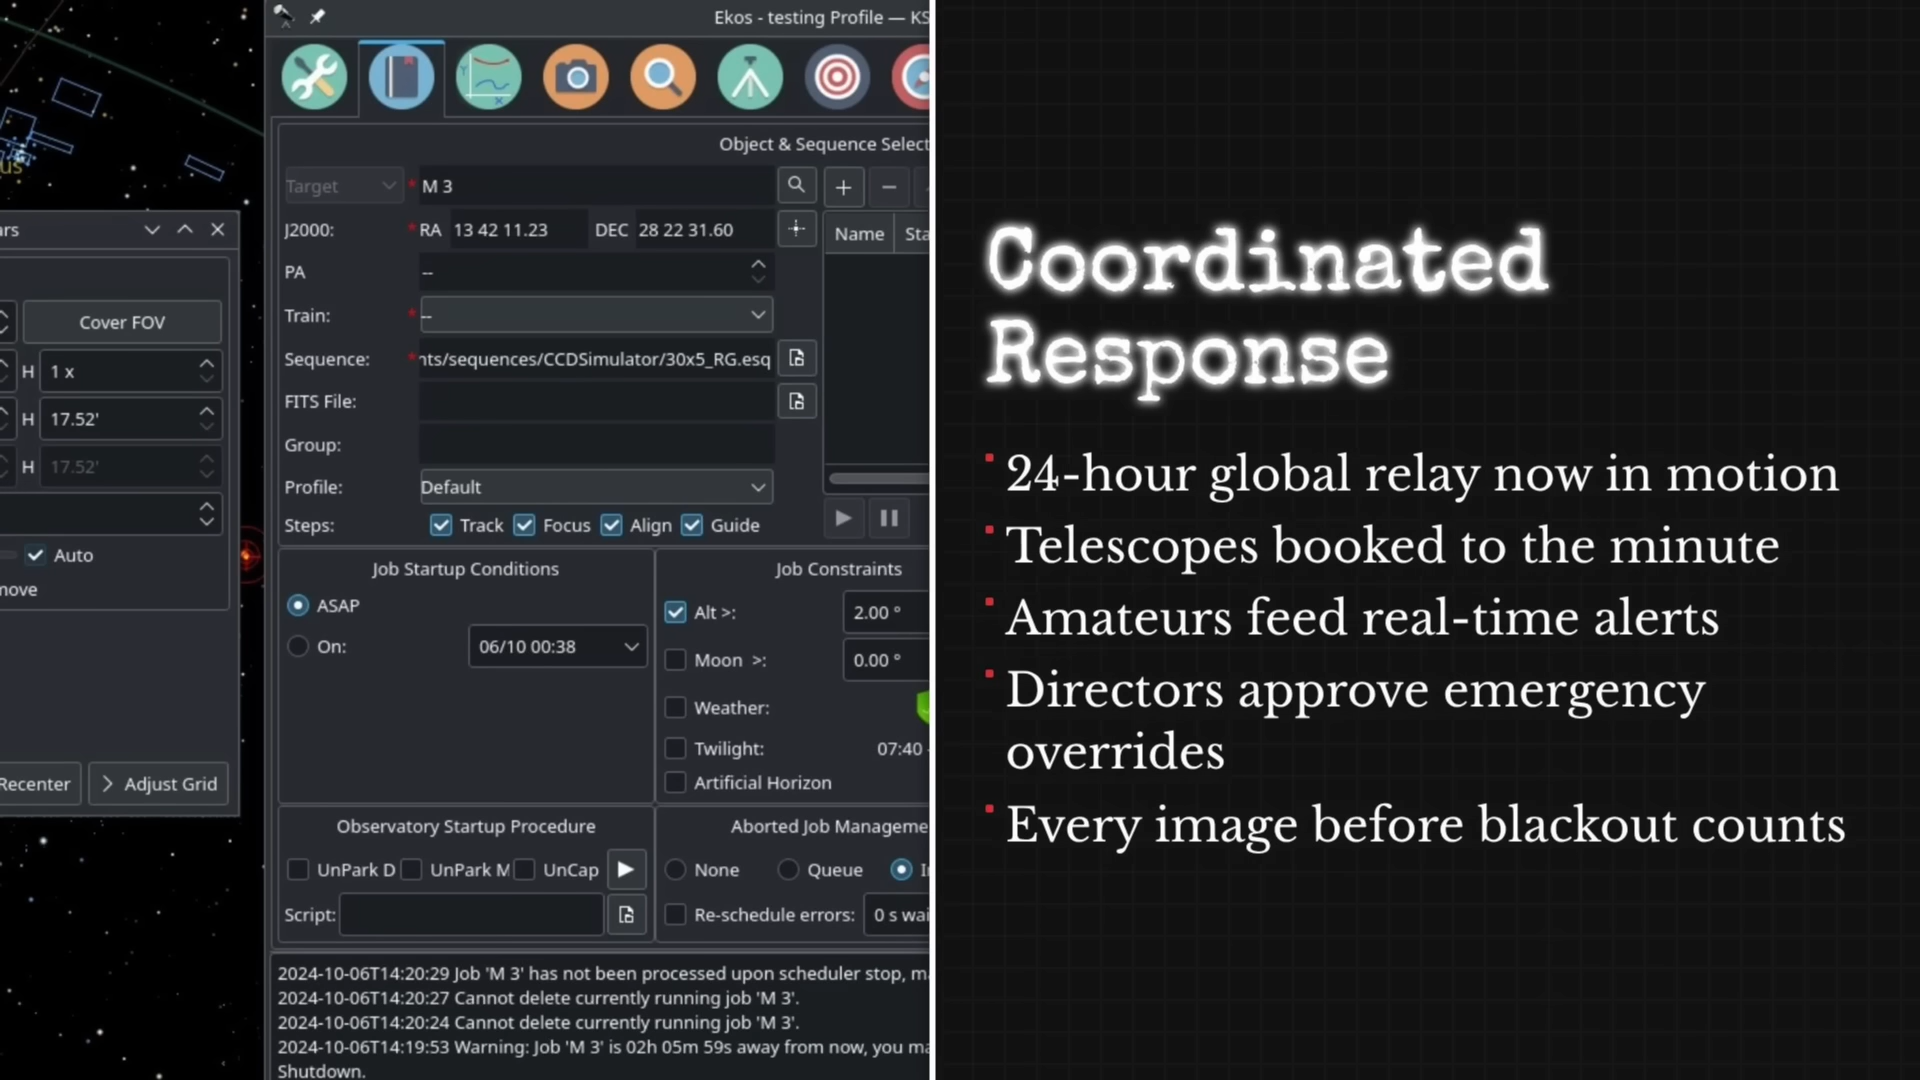 Ekos - testing Profile — KS
Object & Sequence Select
Target * M 3
J2000: * RA 13 42 11.23 DEC 28 22 31.60
Name Sta
PA --
Train: * --
Sequence: * nts/sequences/CCDSimulator/30x5_RG.esq
FITS File:
Group:
Profile: Default
Steps: Track Focus Align Guide
Job Startup Conditions
ASAP
On: 06/10 00:38
Job Constraints
Alt >: 2.00 °
Moon >: 0.00 °
Weather:
Twilight: 07:40
Artificial Horizon
Observatory Startup Procedure
UnPark D UnPark M UnCap
Script:
Aborted Job Manageme
None Queue
Re-schedule errors: 0 s wai
2024-10-06T14:20:29 Job 'M 3' has not been processed upon scheduler stop, m
2024-10-06T14:20:27 Cannot delete currently running job 'M 3'.
2024-10-06T14:20:24 Cannot delete currently running job 'M 3'.
2024-10-06T14:19:53 Warning: Job 'M 3' is 02h 05m 59s away from now, you ma
Shutdown.
us
rs
Cover FOV
H 1 x
H 17.52'
H 17.52'
Auto
move
Recenter
Adjust Grid
Coordinated
Response
24-hour global relay now in motion
Telescopes booked to the minute
Amateurs feed real-time alerts
Directors approve emergency
overrides
Every image before blackout counts